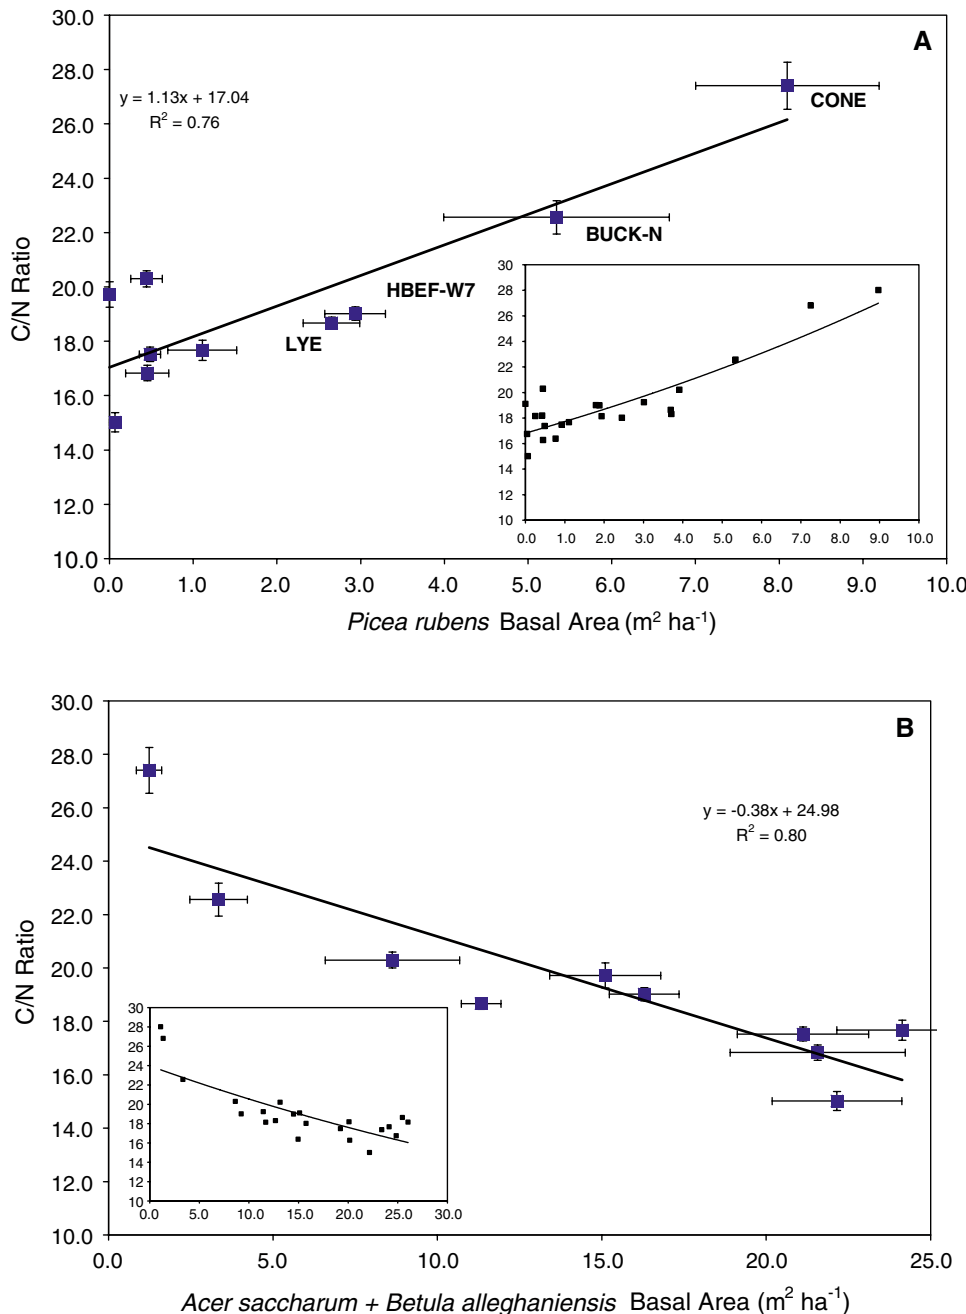 30.0
28.0
26.0
24.0
22.0
20.0
18.0
16.0
14.0
12.0
10.0
C/N Ratio
A
y = 1.13x + 17.04
R² = 0.76
CONE
BUCK-N
HBEF-W7
LYE
30
28
26
24
22
20
18
16
14
12
10
0.0 1.0 2.0 3.0 4.0 5.0 6.0 7.0 8.0 9.0 10.0
0.0 1.0 2.0 3.0 4.0 5.0 6.0 7.0 8.0 9.0 10.0
Picea rubens Basal Area (m² ha⁻¹)
30.0
28.0
26.0
24.0
22.0
20.0
18.0
16.0
14.0
12.0
10.0
C/N Ratio
B
y = -0.38x + 24.98
R² = 0.80
30
28
26
24
22
20
18
16
14
12
10
0.0 5.0 10.0 15.0 20.0 25.0 30.0
0.0 5.0 10.0 15.0 20.0 25.0
Acer saccharum + Betula alleghaniensis Basal Area (m² ha⁻¹)